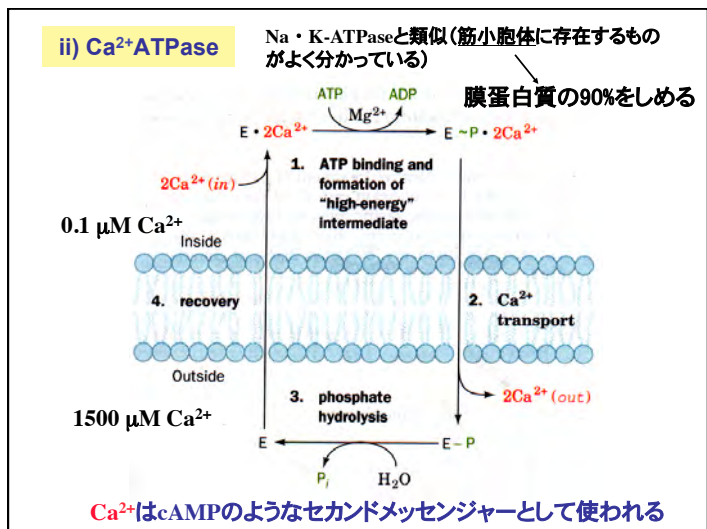 ii) Ca²⁺ATPase
Na・K-ATPaseと類似（筋小胞体に存在するもの
がよく分かっている）
膜蛋白質の90%をしめる
ATP ADP
Mg²⁺
E・2Ca²⁺ E ~P・2Ca²⁺
2Ca²⁺(in)
1. ATP binding and
formation of
"high-energy"
intermediate
0.1 μM Ca²⁺
Inside
4. recovery
2. Ca²⁺
transport
Outside
3. phosphate
hydrolysis
2Ca²⁺(out)
1500 μM Ca²⁺
E E–P
Pi H₂O
Ca²⁺はcAMPのようなセカンドメッセンジャーとして使われる